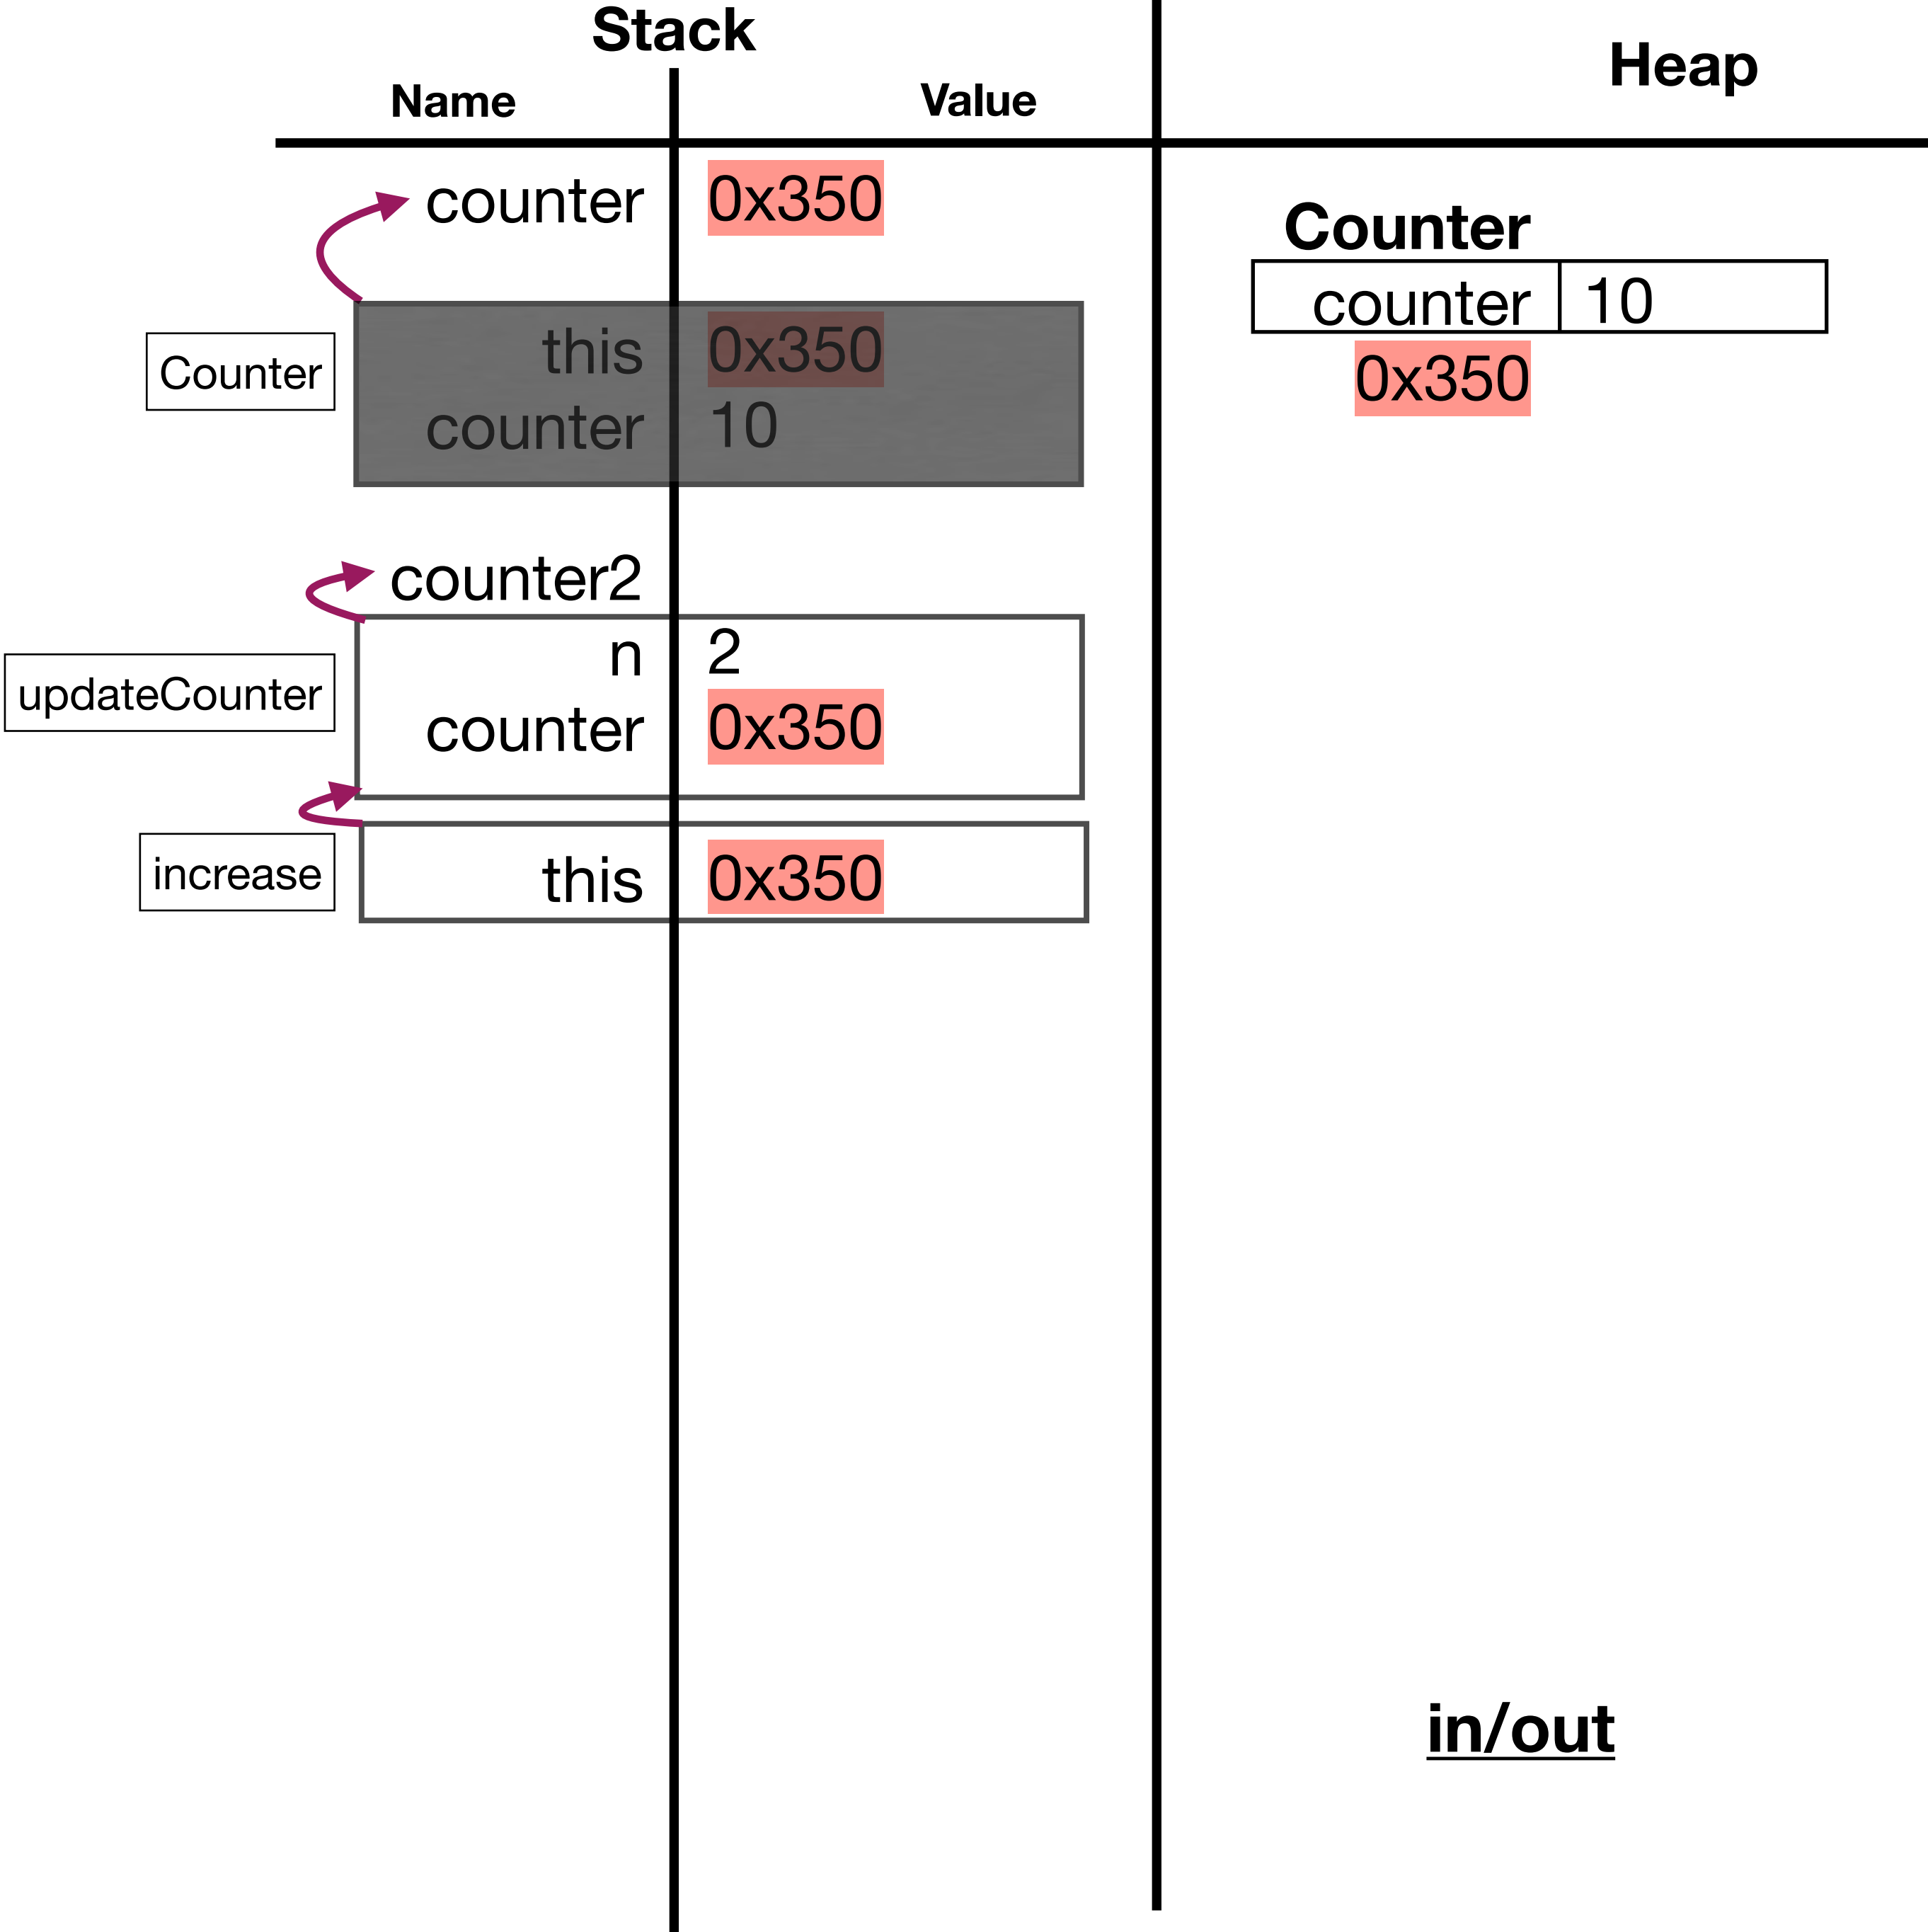 Stack
Heap
Name Value
counter 0x350
Counter
counter 10
0x350
Counter
this 0x350
counter 10
counter2
updateCounter
n 2
counter 0x350
increase
this 0x350
in/out